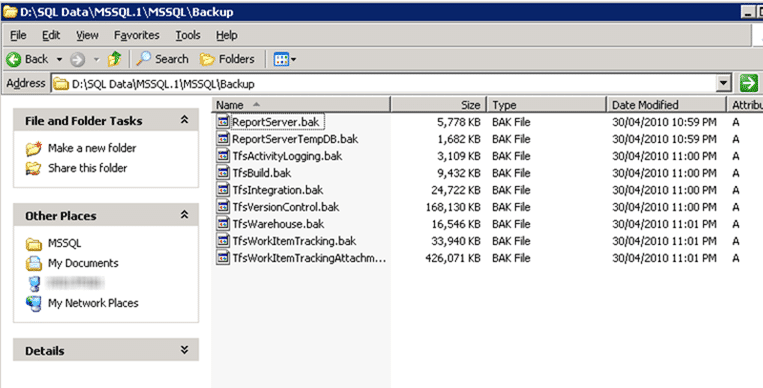 D:\SQL Data\MSSQL.1\MSSQL\Backup
File Edit View Favorites Tools Help
Back Search Folders
Address D:\SQL Data\MSSQL.1\MSSQL\Backup
Name Size Type Date Modified Attribu
File and Folder Tasks
Make a new folder
Share this folder
Other Places
MSSQL
My Documents
My Network Places
Details
ReportServer.bak 5,778 KB BAK File 30/04/2010 10:59 PM A
ReportServerTempDB.bak 1,682 KB BAK File 30/04/2010 10:59 PM A
TfsActivityLogging.bak 3,109 KB BAK File 30/04/2010 11:00 PM A
TfsBuild.bak 9,432 KB BAK File 30/04/2010 11:00 PM A
TfsIntegration.bak 24,722 KB BAK File 30/04/2010 11:00 PM A
TfsVersionControl.bak 168,130 KB BAK File 30/04/2010 11:00 PM A
TfsWarehouse.bak 16,546 KB BAK File 30/04/2010 11:01 PM A
TfsWorkItemTracking.bak 33,940 KB BAK File 30/04/2010 11:01 PM A
TfsWorkItemTrackingAttachm... 426,071 KB BAK File 30/04/2010 11:01 PM A